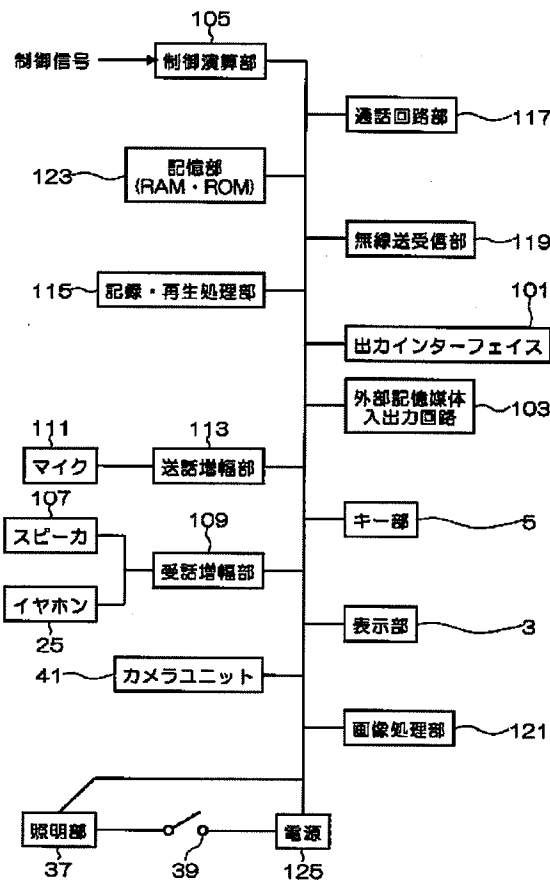 105
制御信号
制御演算部
通話回路部
117
123
記憶部
(RAM・ROM)
無線送受信部
119
115
記録・再生処理部
101
出力インターフェイス
外部記憶媒体
入出力回路
103
111
マイク
113
送話増幅部
107
スピーカ
109
受話増幅部
キー部
5
イヤホン
25
表示部
3
41
カメラユニット
画像処理部
121
照明部
37
39
電源
125